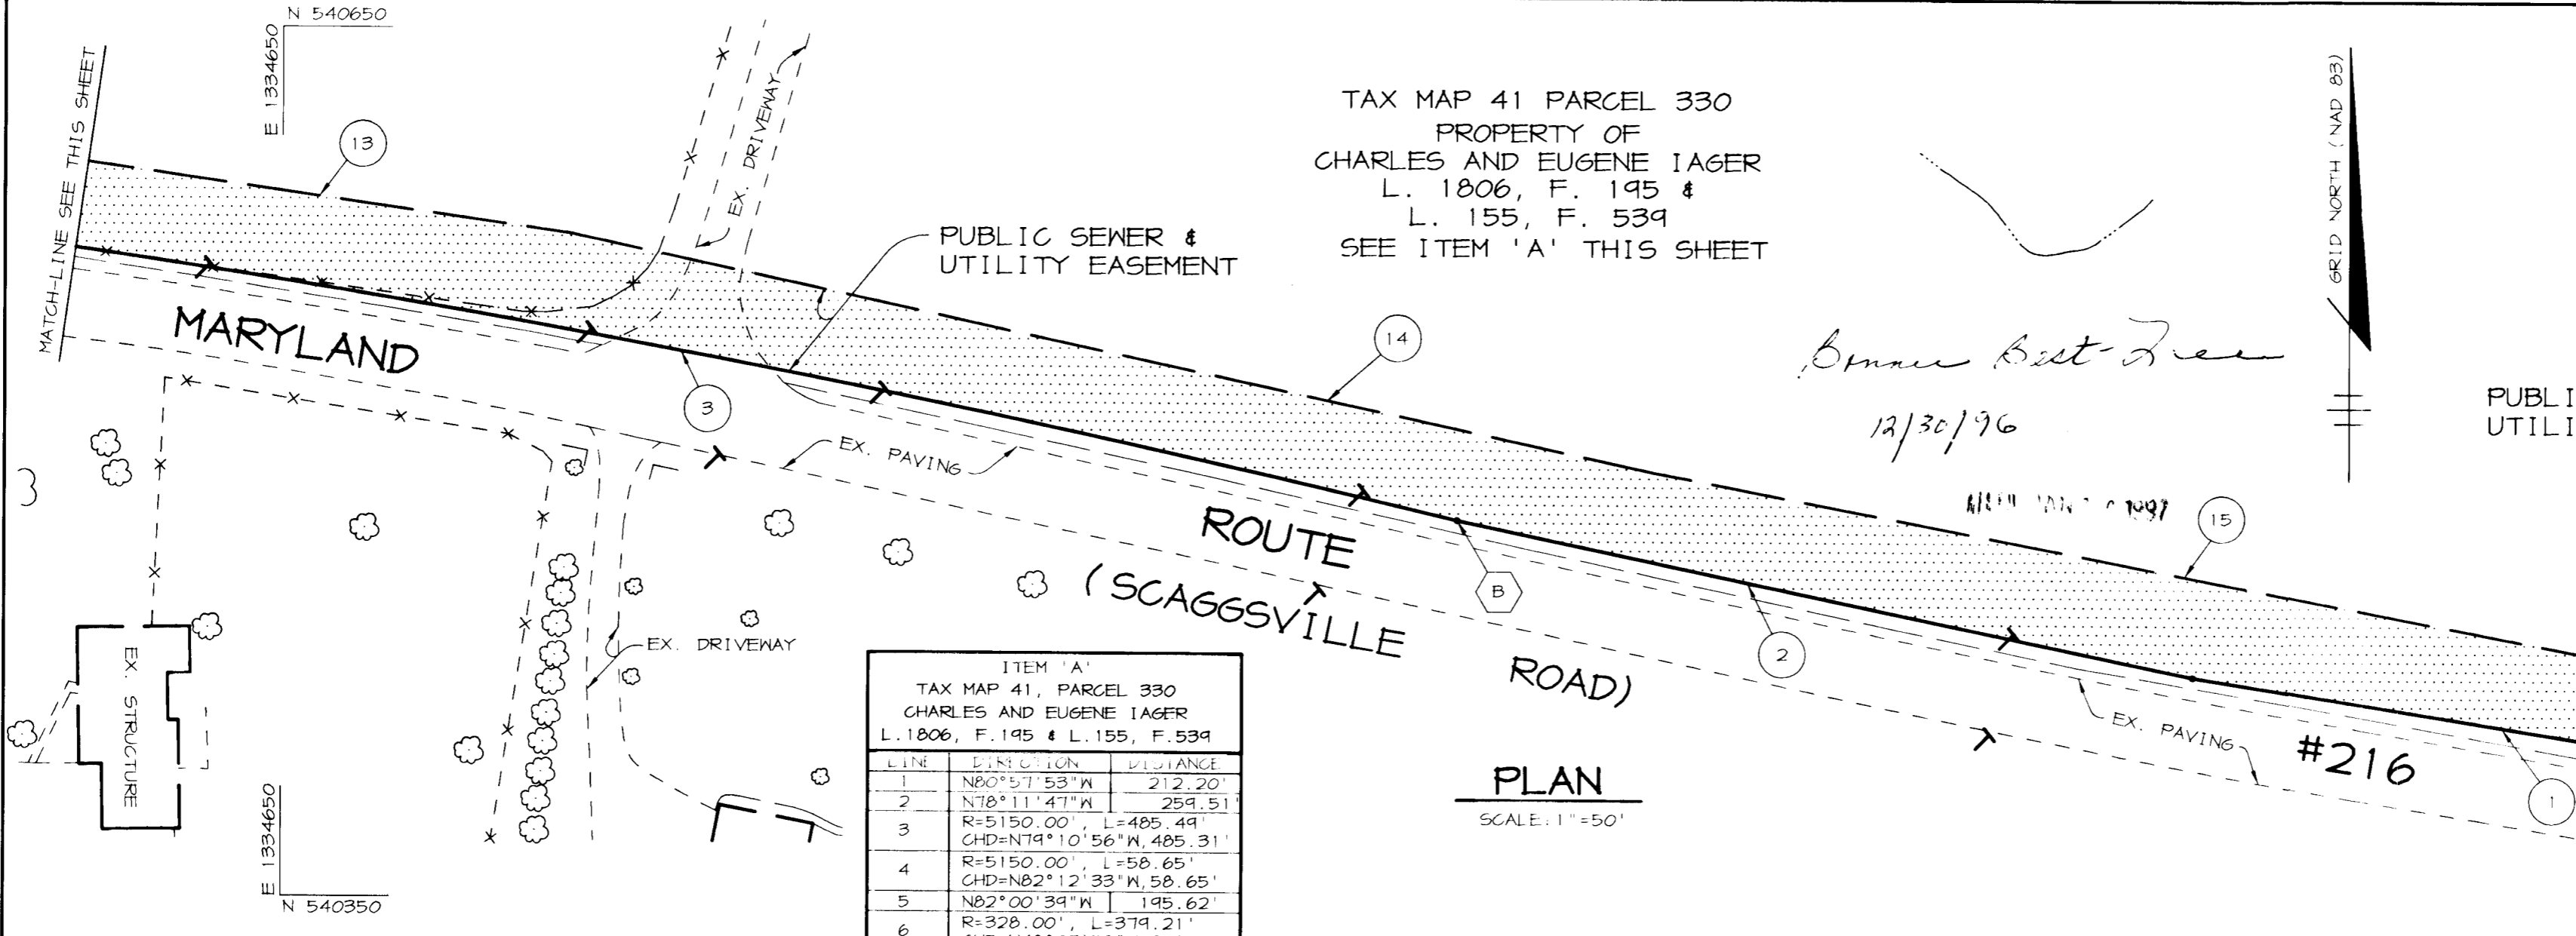 N 540650
E 1334650
MATCH-LINE SEE THIS SHEET
13
EX. DRIVEWAY
PUBLIC SEWER &
UTILITY EASEMENT
TAX MAP 41 PARCEL 330
PROPERTY OF
CHARLES AND EUGENE IAGER
L. 1806, F. 195 &
L. 155, F. 539
SEE ITEM 'A' THIS SHEET
GRID NORTH (NAD 83)
14
12/30/96
PUBLI
UTILI
15
MARYLAND
3
EX. PAVING
ROUTE
(SCAGGSVILLE
ROAD)
B
2
EX. PAVING
#216
1
EX. DRIVEWAY
EX. STRUCTURE
E 1334650
N 540350
ITEM 'A'
TAX MAP 41, PARCEL 330
CHARLES AND EUGENE IAGER
L.1806, F.195 & L.155, F.539
LINE DIRECTION DISTANCE
1 N80°57'53"W 212.20'
2 N78°11'47"W 259.51'
3 R=5150.00', L=485.49'
CHD=N79°10'56"W, 485.31'
4 R=5150.00', L=58.65'
CHD=N82°12'33"W, 58.65'
5 N82°00'39"W 195.62'
6 R=328.00', L=379.21'
PLAN
SCALE: 1"=50'